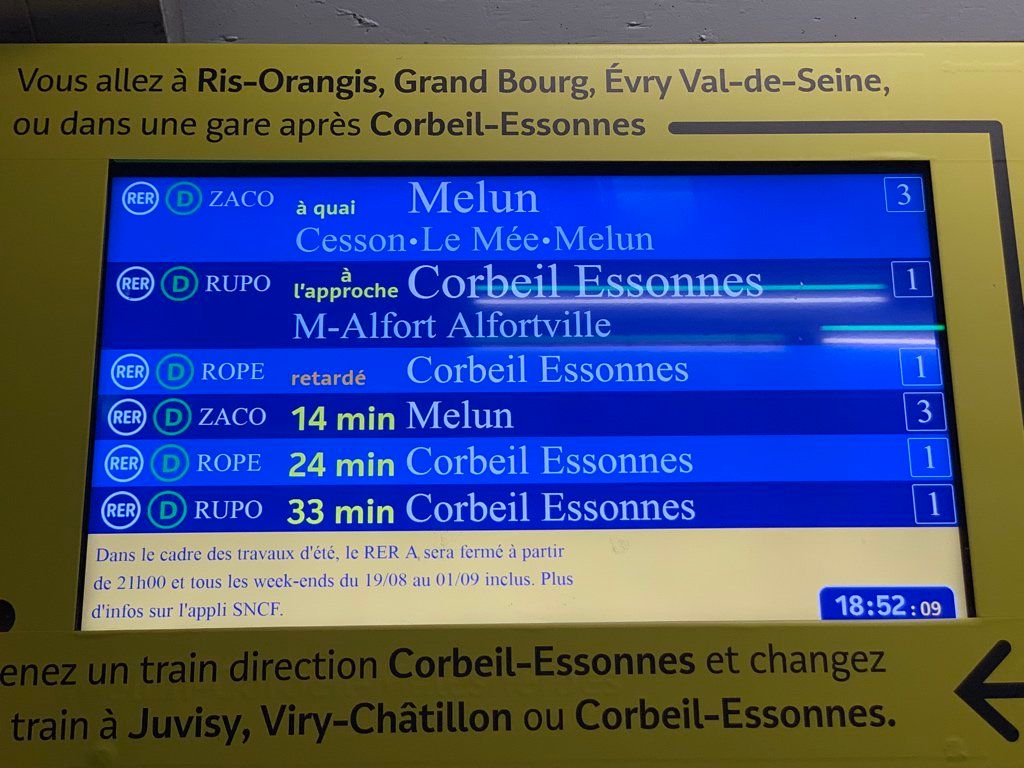 Vous allez à Ris-Orangis, Grand Bourg, Évry Val-de-Seine,
ou dans une gare après Corbeil-Essonnes
RER D ZACO à quai Melun 3
Cesson•Le Mée•Melun
RER D RUPO à l'approche Corbeil Essonnes 1
M-Alfort Alfortville
RER D ROPE retardé Corbeil Essonnes 1
RER D ZACO 14 min Melun 3
RER D ROPE 24 min Corbeil Essonnes 1
RER D RUPO 33 min Corbeil Essonnes 1
Dans le cadre des travaux d'été, le RER A sera fermé à partir
de 21h00 et tous les week-ends du 19/08 au 01/09 inclus. Plus
d'infos sur l'appli SNCF.
18:52:09
enez un train direction Corbeil-Essonnes et changez
train à Juvisy, Viry-Châtillon ou Corbeil-Essonnes.